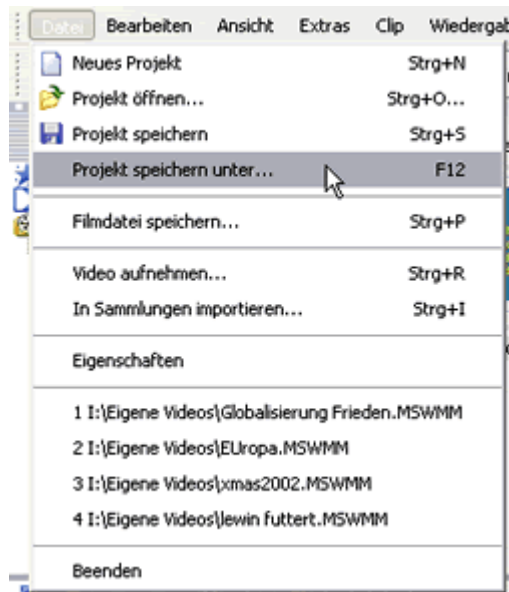 Datei Bearbeiten Ansicht Extras Clip Wiedergab
Neues Projekt Strg+N
Projekt öffnen... Strg+O...
Projekt speichern Strg+S
Projekt speichern unter... F12
Filmdatei speichern... Strg+P
Video aufnehmen... Strg+R
In Sammlungen importieren... Strg+I
Eigenschaften
1 I:\Eigene Videos\Globalisierung Frieden.MSWMM
2 I:\Eigene Videos\EUropa.MSWMM
3 I:\Eigene Videos\xmas2002.MSWMM
4 I:\Eigene Videos\lewin futtert.MSWMM
Beenden